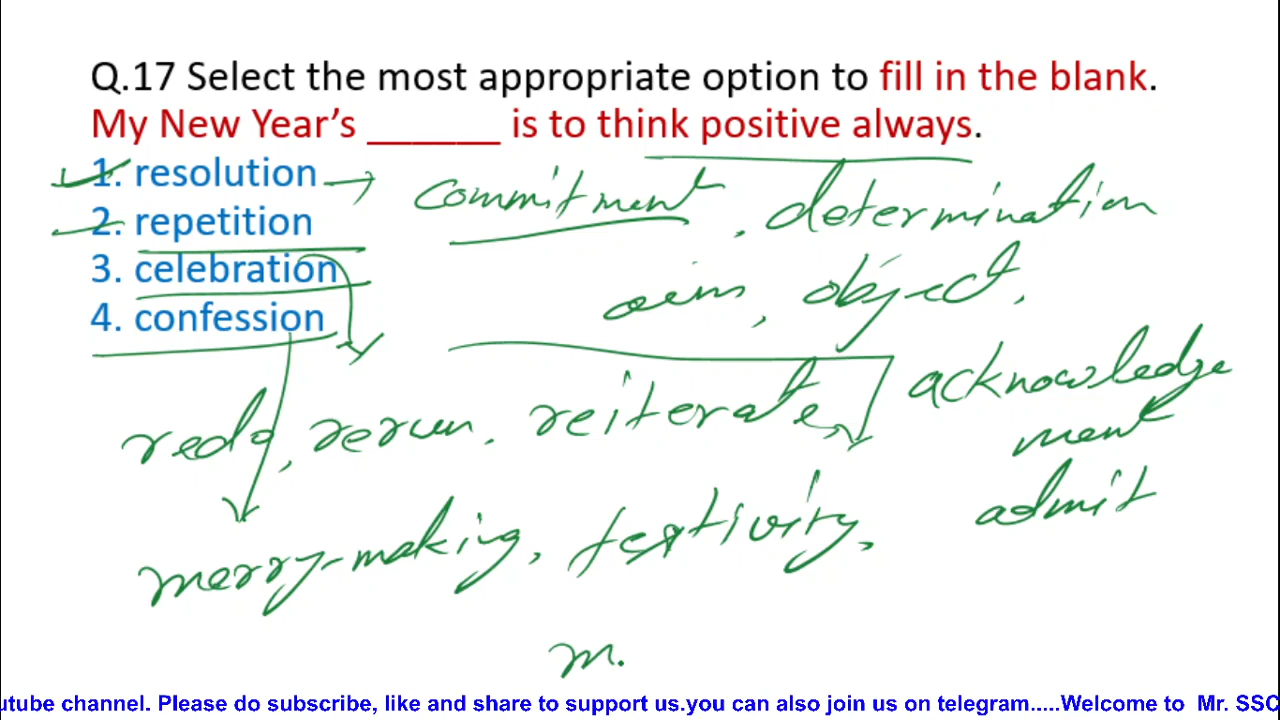 Q.17 Select the most appropriate option to fill in the blank.
My New Year's ______ is to think positive always.
1. resolution
2. repetition
3. celebration
4. confession
commitment, determination
aim, object,
redo, rerun, reiterate,
acknowledge
ment
admit
merry-making, festivity,
m.
utube channel. Please do subscribe, like and share to support us.you can also join us on telegram.....Welcome to Mr. SSC